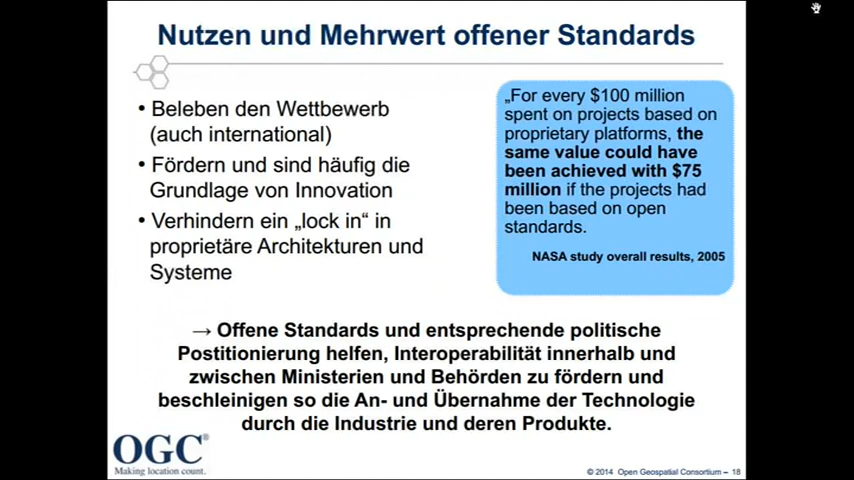 Nutzen und Mehrwert offener Standards
• Beleben den Wettbewerb
(auch international)
• Fördern und sind häufig die
Grundlage von Innovation
• Verhindern ein „lock in“ in
proprietäre Architekturen und
Systeme
„For every $100 million
spent on projects based on
proprietary platforms, the
same value could have
been achieved with $75
million if the projects had
been based on open
standards.
NASA study overall results, 2005
→ Offene Standards und entsprechende politische
Postitionierung helfen, Interoperabilität innerhalb und
zwischen Ministerien und Behörden zu fördern und
beschleinigen so die An- und Übernahme der Technologie
durch die Industrie und deren Produkte.
OGC®
Making location count.
© 2014 Open Geospatial Consortium – 18